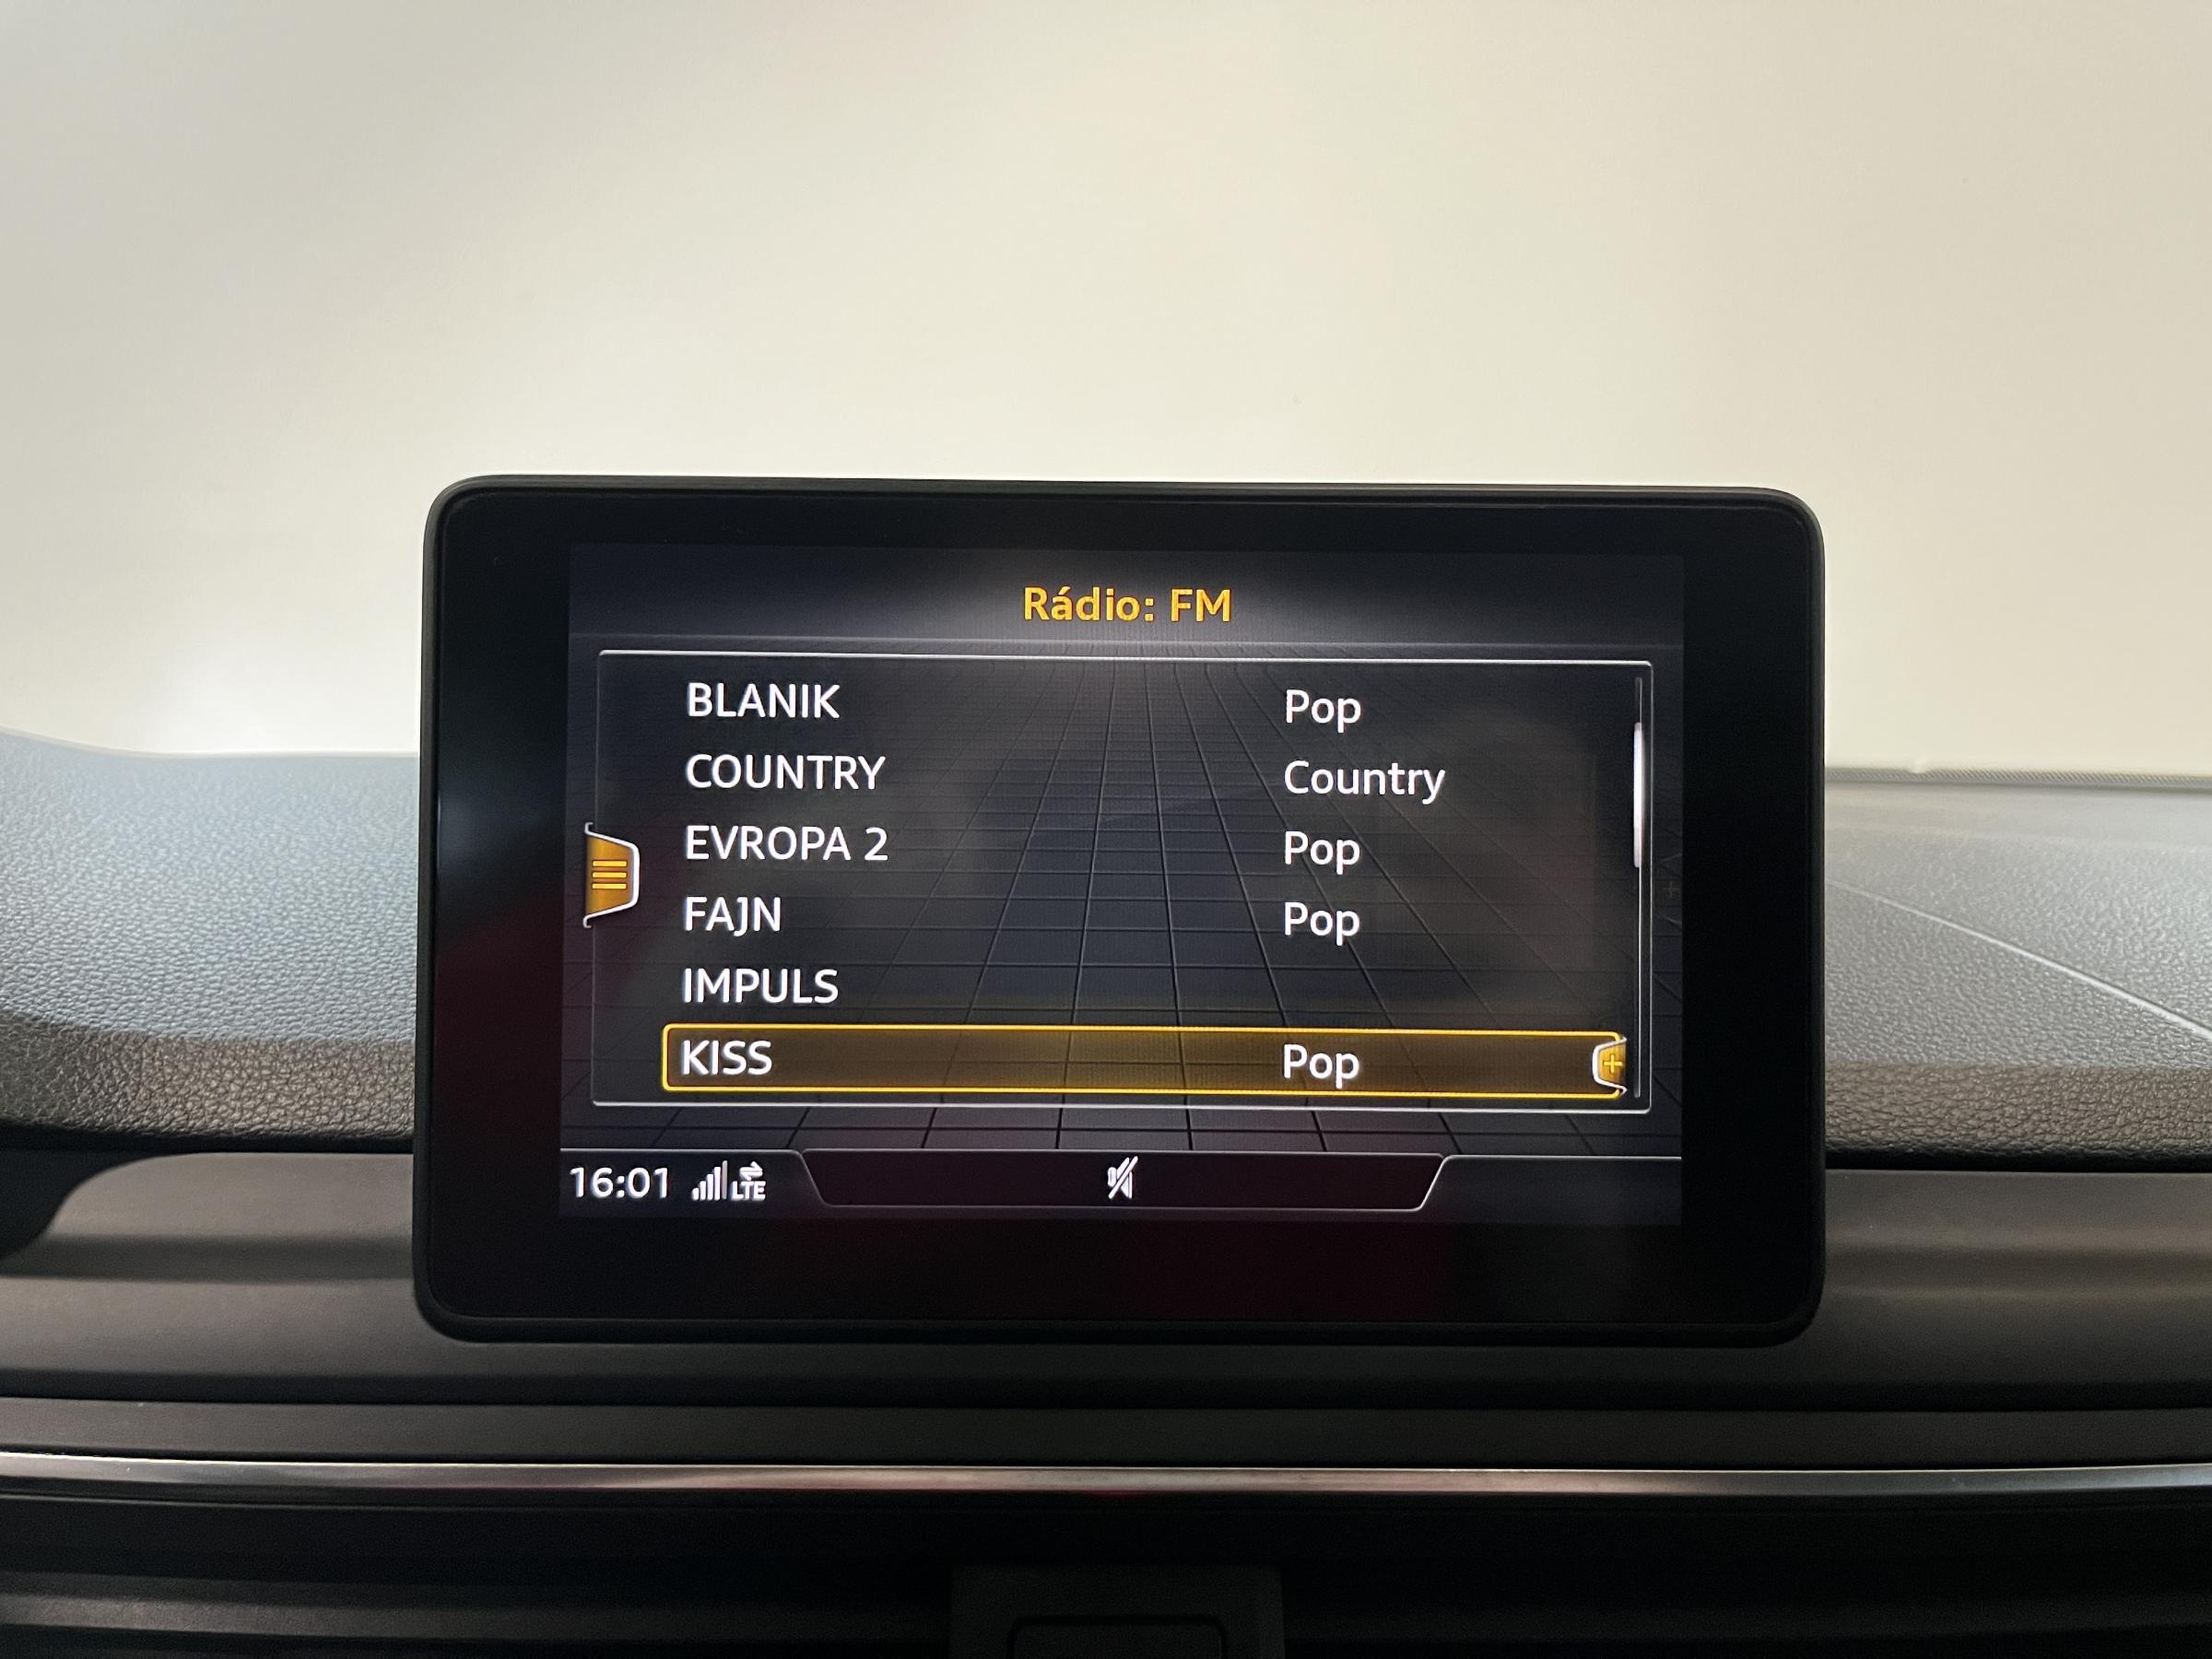 Rádio: FM
BLANIK Pop
COUNTRY Country
EVROPA 2 Pop
FAJN Pop
IMPULS
KISS Pop
16:01 LTE